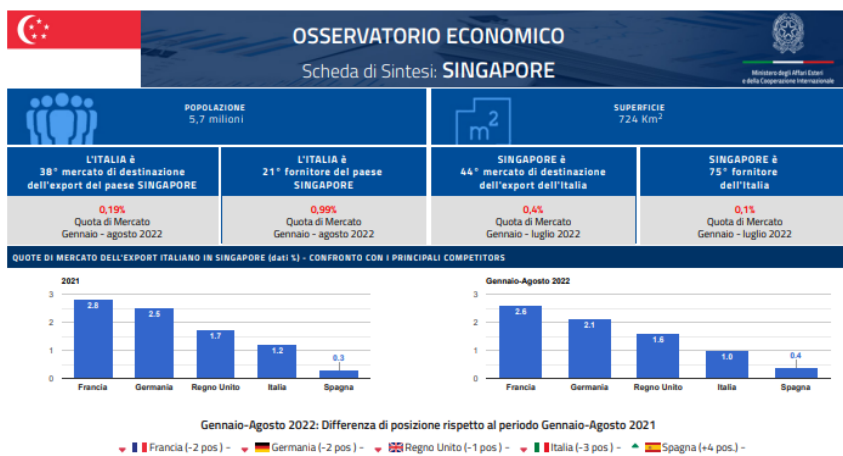 OSSERVATORIO ECONOMICO
Scheda di Sintesi: SINGAPORE
Ministero degli Affari Esteri
e della Cooperazione Internazionale
POPOLAZIONE
5,7 milioni
m2
SUPERFICIE
724 Km2
L'ITALIA è
38° mercato di destinazione
dell'export del paese SINGAPORE
L'ITALIA è
21° fornitore del paese
SINGAPORE
SINGAPORE è
44° mercato di destinazione
dell'export dell'Italia
SINGAPORE è
75° fornitore
dell'Italia
0,19%
Quota di Mercato
Gennaio - agosto 2022
0,99%
Quota di Mercato
Gennaio - agosto 2022
0,4%
Quota di Mercato
Gennaio - luglio 2022
0,1%
Quota di Mercato
Gennaio - luglio 2022
QUOTE DI MERCATO DELL'EXPORT ITALIANO IN SINGAPORE (dati %) - CONFRONTO CON I PRINCIPALI COMPETITORS
2021
3
2
1
0
2.8
2.5
1.7
1.2
0.3
Francia Germania Regno Unito Italia Spagna
Gennaio-Agosto 2022
3
2
1
0
2.6
2.1
1.6
1.0
0.4
Francia Germania Regno Unito Italia Spagna
Gennaio-Agosto 2022: Differenza di posizione rispetto al periodo Gennaio-Agosto 2021
Francia (-2 pos ) - Germania (-2 pos ) - Regno Unito (-1 pos ) - Italia (-3 pos ) - Spagna (+4 pos.) -